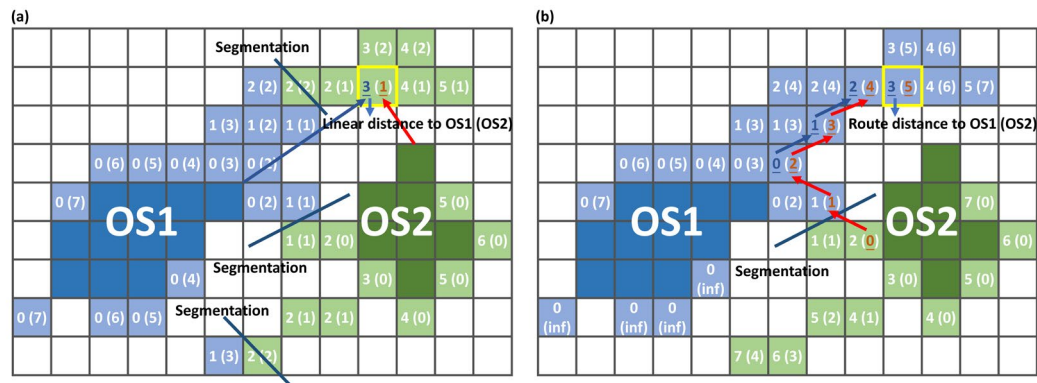 (a)
Segmentation
3 (2) 4 (2)
2 (2) 2 (2) 2 (1) 3 (1) 4 (1) 5 (1)
1 (3) 1 (2) 1 (1) Linear distance to OS1 (OS2)
0 (6) 0 (5) 0 (4) 0 (3) 0 (2)
0 (7) OS1 0 (2) 1 (1) OS2 5 (0)
1 (1) 2 (0) 6 (0)
0 (4) Segmentation 3 (0) 5 (0)
0 (7) 0 (6) 0 (5) Segmentation 2 (1) 2 (1) 4 (0)
1 (3) 2 (2)
(b)
3 (5) 4 (6)
2 (4) 2 (4) 2 (4) 3 (5) 4 (6) 5 (7)
1 (3) 1 (3) 1 (3) Route distance to OS1 (OS2)
0 (6) 0 (5) 0 (4) 0 (3) 0 (2)
0 (7) OS1 0 (2) 1 (1) OS2 7 (0)
1 (1) 2 (0) 6 (0)
0 (inf) Segmentation 3 (0) 5 (0)
0 (inf) 0 (inf) 0 (inf) 5 (2) 4 (1) 4 (0)
7 (4) 6 (3)